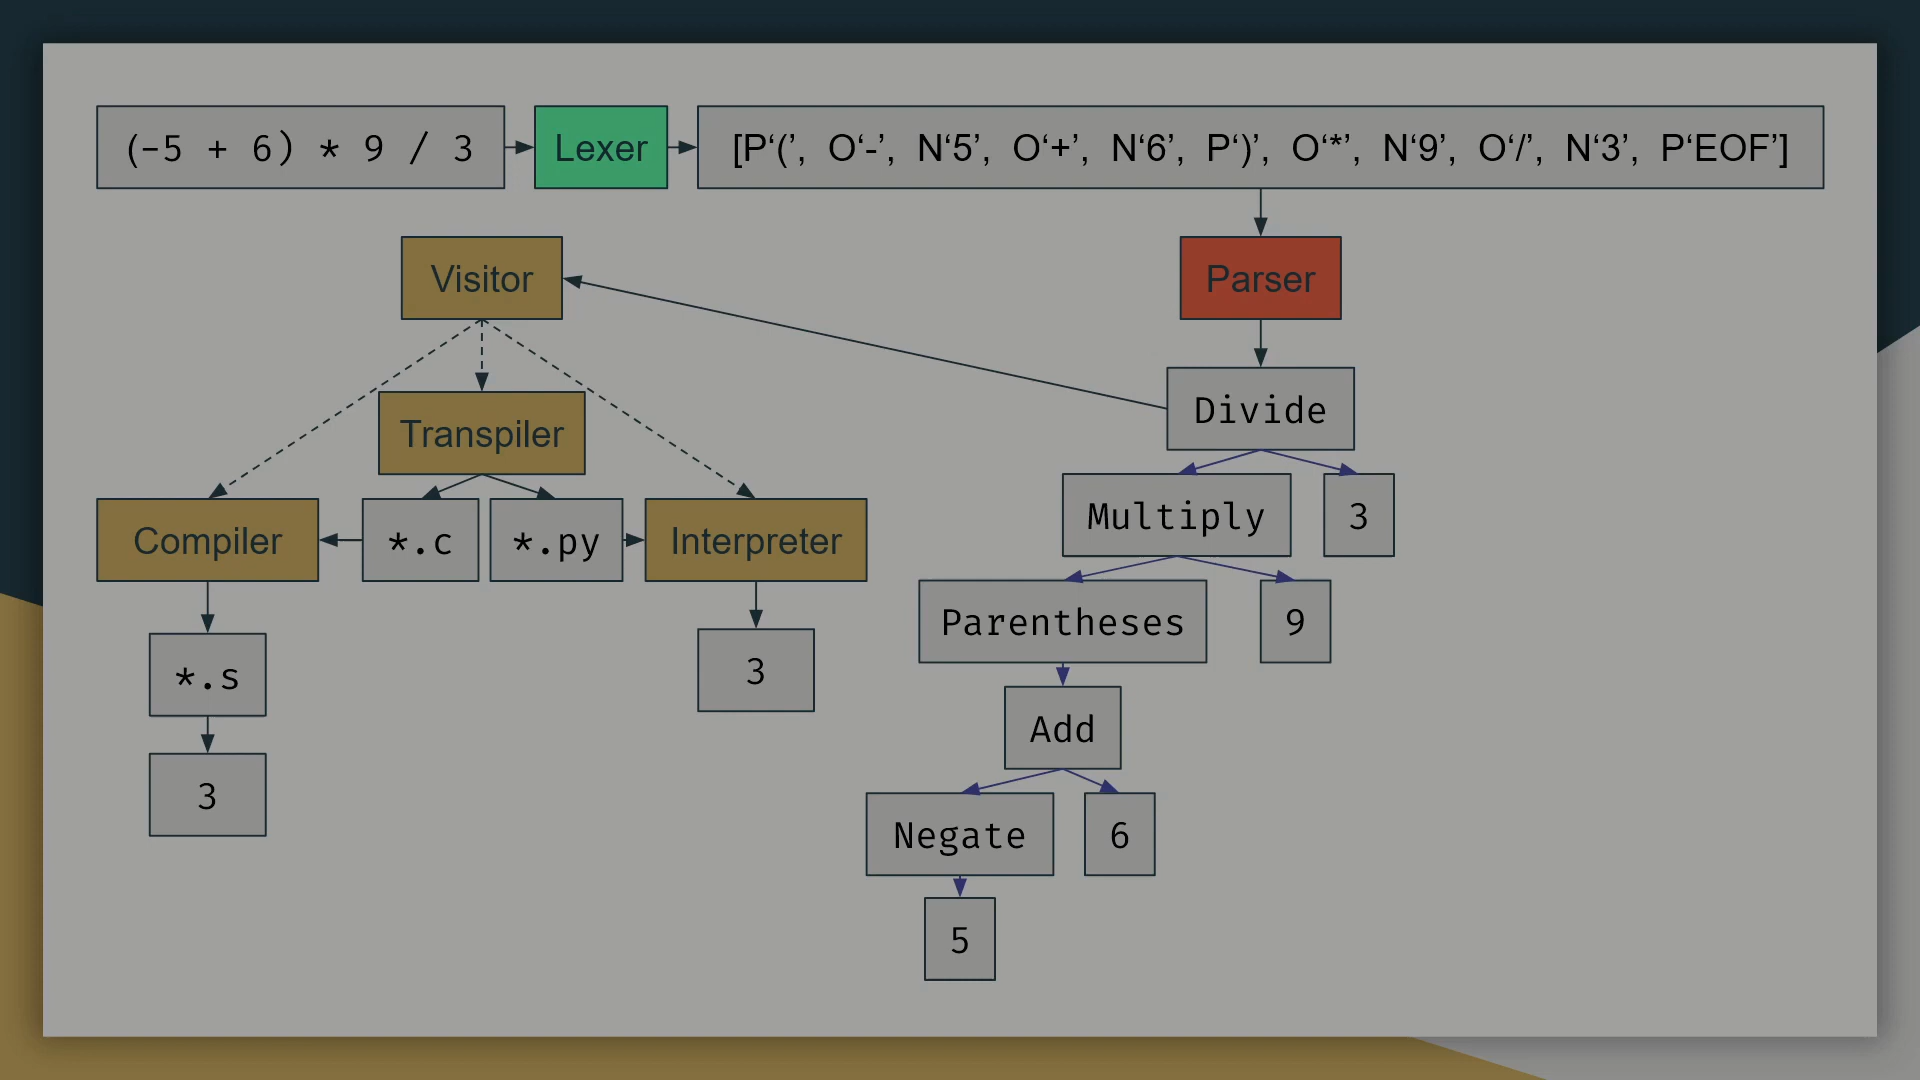 (-5 + 6) * 9 / 3
Lexer
[P‘(’, O‘-’, N‘5’, O‘+’, N‘6’, P‘)’, O‘*’, N‘9’, O‘/’, N‘3’, P‘EOF’]
Visitor
Parser
Divide
Transpiler
Multiply
3
Compiler
*.c
*.py
Interpreter
Parentheses
9
*.s
3
Add
3
Negate
6
5